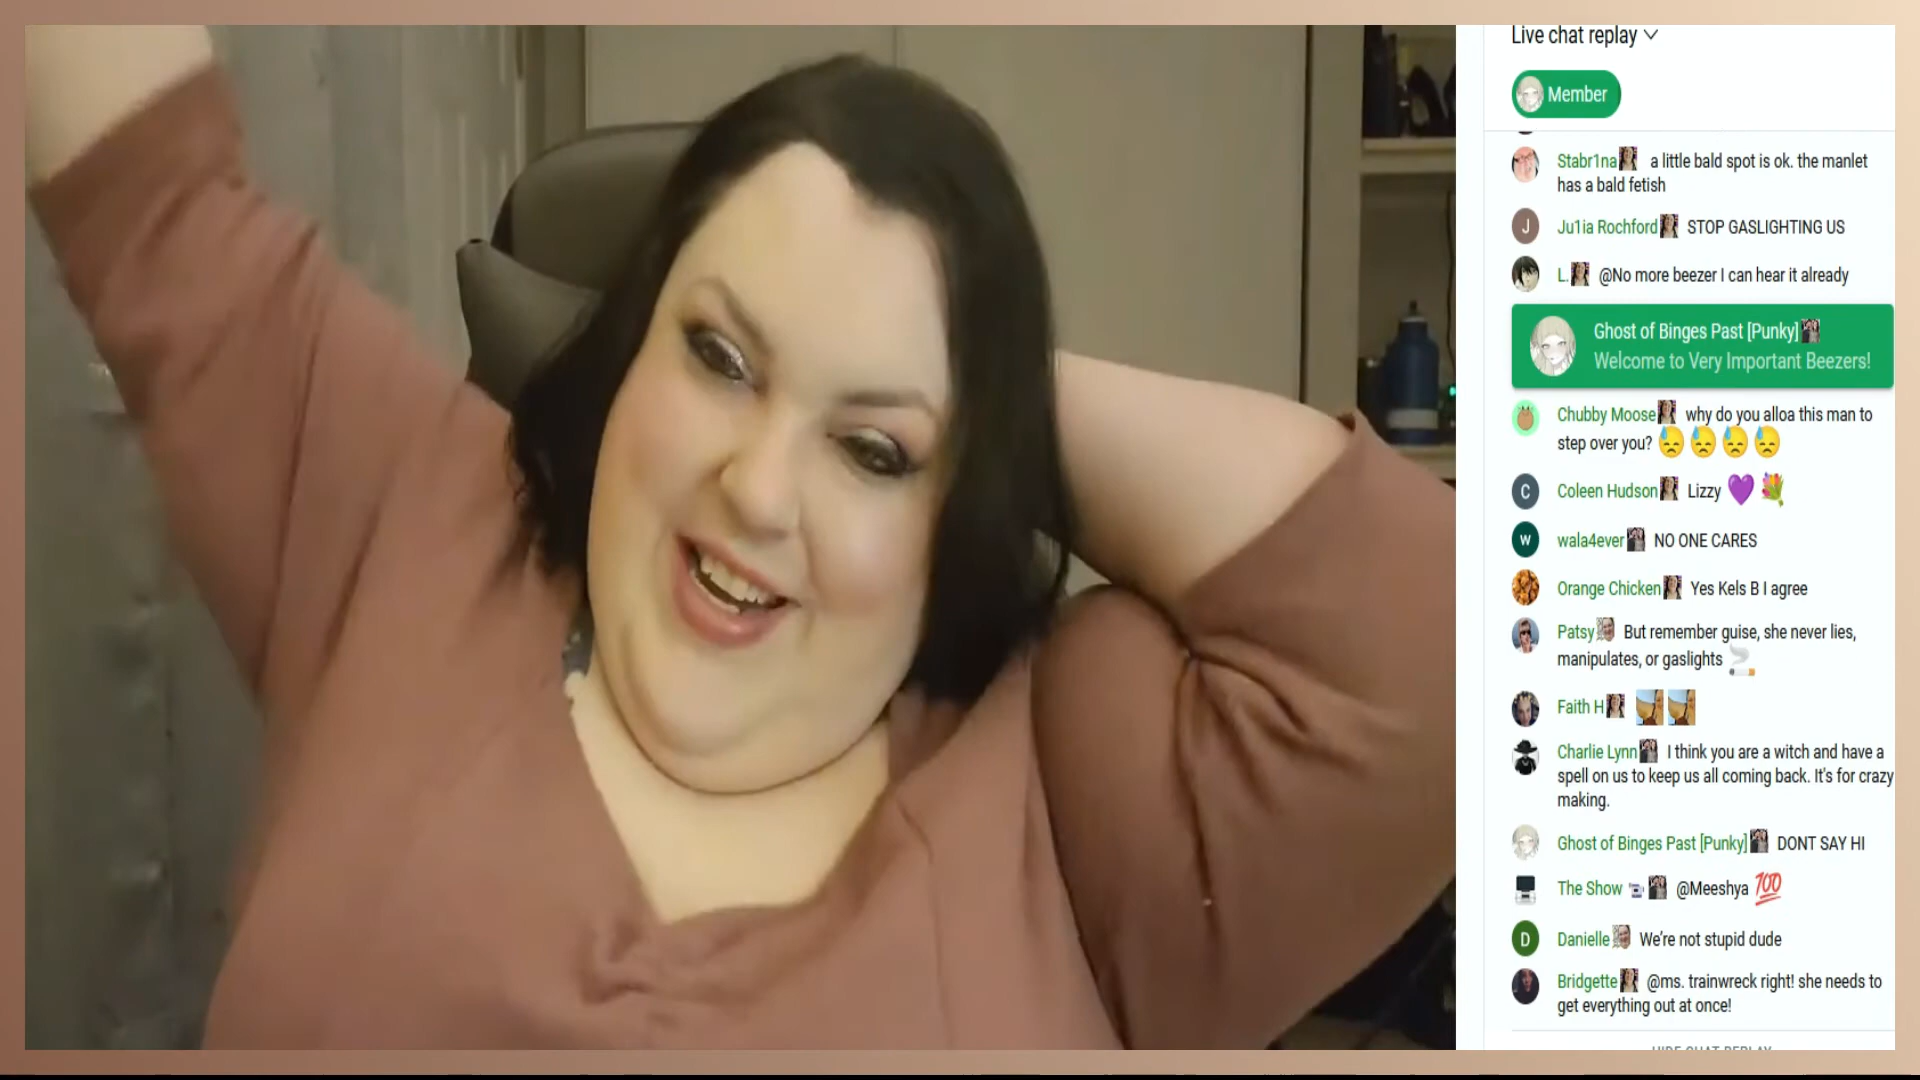 Live chat replay
Member
Stabr1na a little bald spot is ok. the manlet
has a bald fetish
J Ju1ia Rochford STOP GASLIGHTING US
L. @No more beezer I can hear it already
Ghost of Binges Past [Punky]
Welcome to Very Important Beezers!
Chubby Moose why do you alloa this man to
step over you? 😓😓😓😓
C Coleen Hudson Lizzy 💜💐
w wala4ever NO ONE CARES
Orange Chicken Yes Kels B I agree
Patsy But remember guise, she never lies,
manipulates, or gaslights 🚬
Faith H
Charlie Lynn I think you are a witch and have a
spell on us to keep us all coming back. It's for crazy
making.
Ghost of Binges Past [Punky] DONT SAY HI
The Show @Meeshya 💯
D Danielle We're not stupid dude
Bridgette @ms. trainwreck right! she needs to
get everything out at once!
HIDE CHAT REPLAY